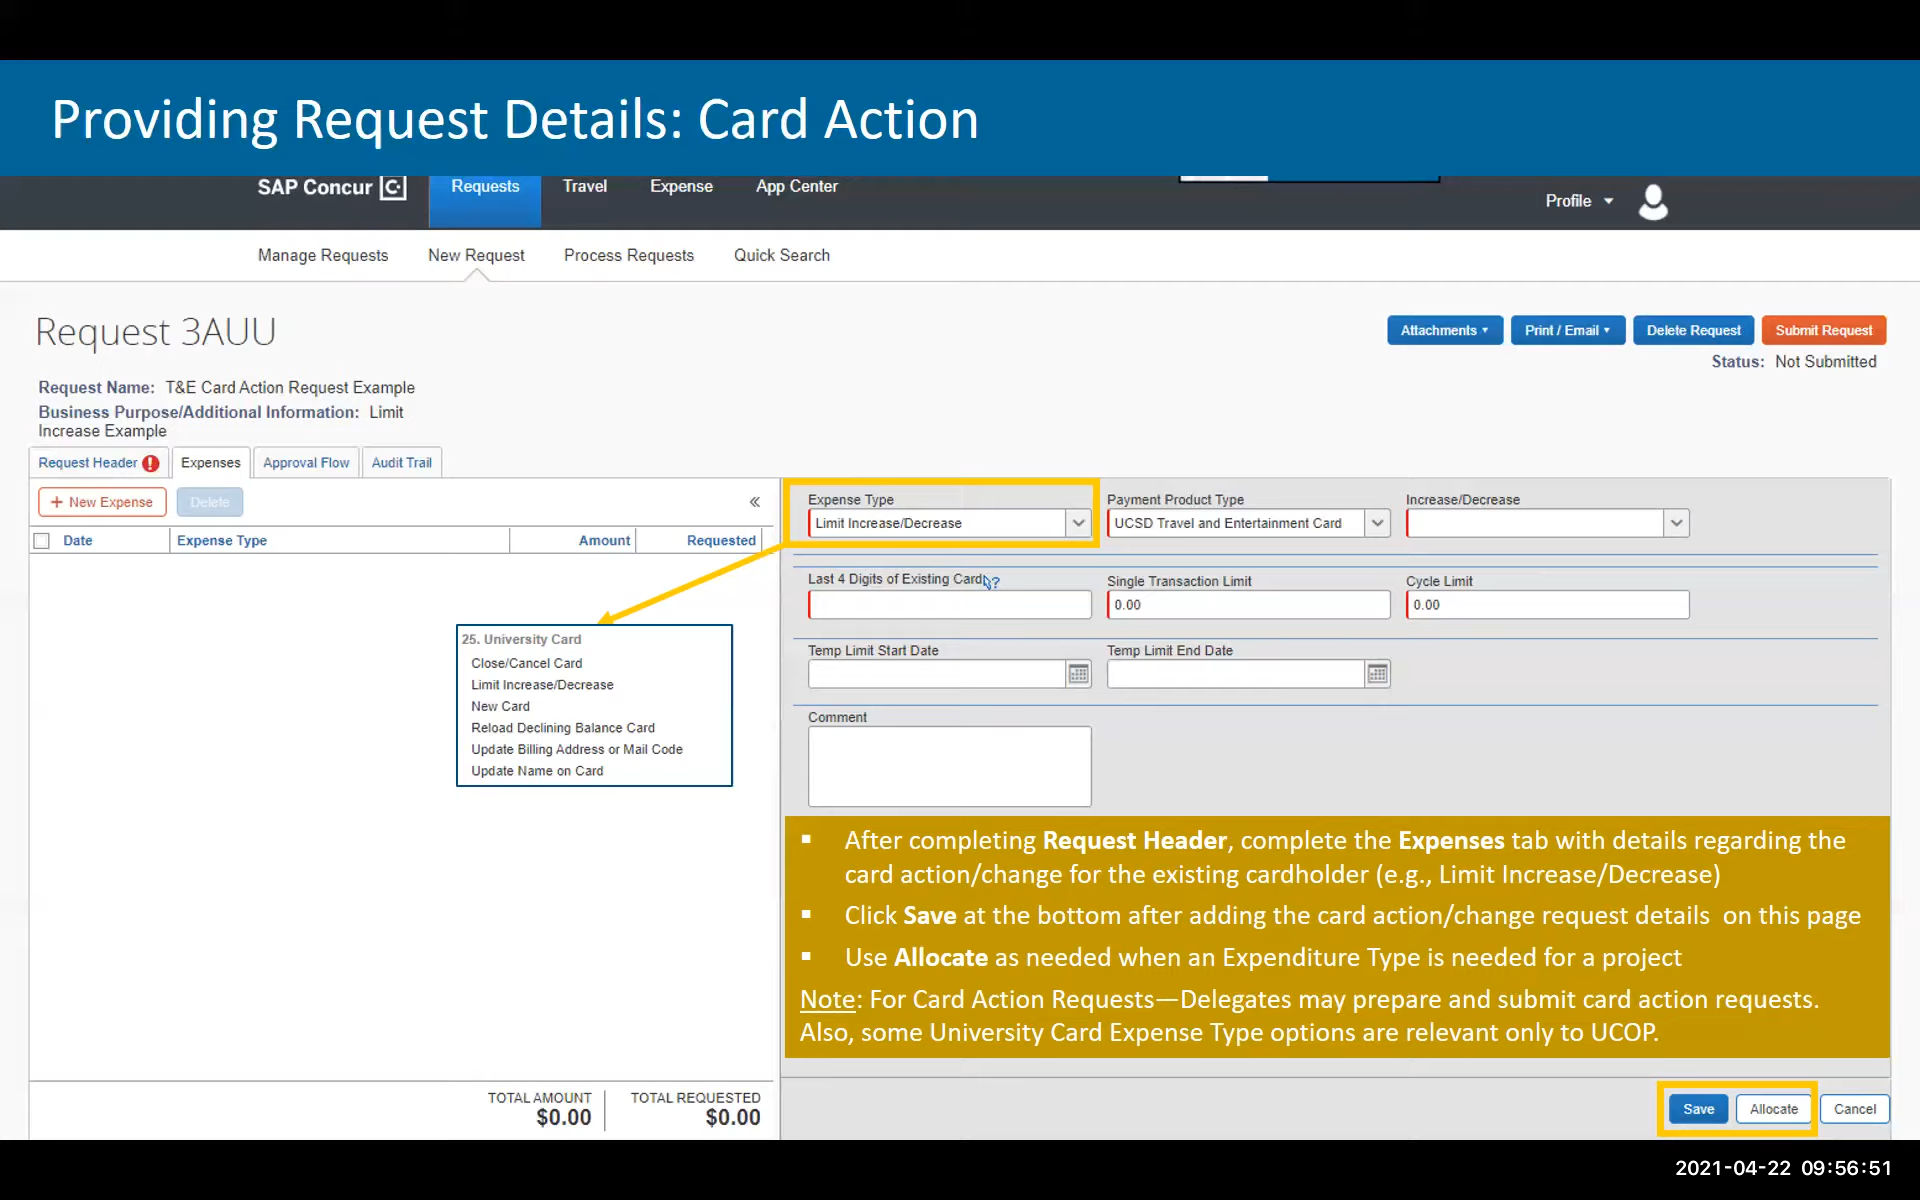 Providing Request Details: Card Action
SAP Concur
Requests
Travel
Expense
App Center
Profile
Manage Requests
New Request
Process Requests
Quick Search
Request 3AUU
Attachments
Print / Email
Delete Request
Submit Request
Status: Not Submitted
Request Name: T&E Card Action Request Example
Business Purpose/Additional Information: Limit
Increase Example
Request Header
Expenses
Approval Flow
Audit Trail
+ New Expense
Delete
«
Date
Expense Type
Amount
Requested
Expense Type
Payment Product Type
Increase/Decrease
Limit Increase/Decrease
UCSD Travel and Entertainment Card
Last 4 Digits of Existing Card ?
Single Transaction Limit
Cycle Limit
0.00
0.00
Temp Limit Start Date
Temp Limit End Date
Comment
25. University Card
Close/Cancel Card
Limit Increase/Decrease
New Card
Reload Declining Balance Card
Update Billing Address or Mail Code
Update Name on Card
▪ After completing Request Header, complete the Expenses tab with details regarding the
card action/change for the existing cardholder (e.g., Limit Increase/Decrease)
▪ Click Save at the bottom after adding the card action/change request details on this page
▪ Use Allocate as needed when an Expenditure Type is needed for a project
Note: For Card Action Requests—Delegates may prepare and submit card action requests.
Also, some University Card Expense Type options are relevant only to UCOP.
TOTAL AMOUNT
$0.00
TOTAL REQUESTED
$0.00
Save
Allocate
Cancel
2021-04-22 09:56:51